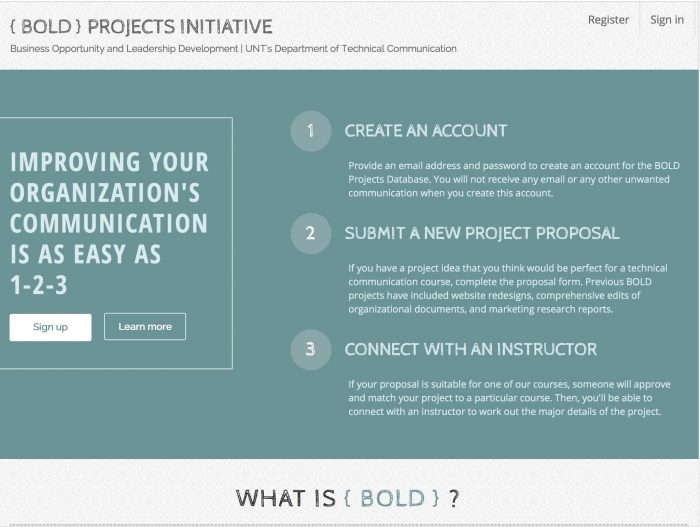 { BOLD } PROJECTS INITIATIVE
Register
Sign in
Business Opportunity and Leadership Development | UNT's Department of Technical Communication
IMPROVING YOUR
ORGANIZATION'S
COMMUNICATION
IS AS EASY AS
1-2-3
Sign up
Learn more
1
CREATE AN ACCOUNT
Provide an email address and password to create an account for the BOLD
Projects Database. You will not receive any email or any other unwanted
communication when you create this account.
2
SUBMIT A NEW PROJECT PROPOSAL
If you have a project idea that you think would be perfect for a technical
communication course, complete the proposal form. Previous BOLD
projects have included website redesigns, comprehensive edits of
organizational documents, and marketing research reports.
3
CONNECT WITH AN INSTRUCTOR
If your proposal is suitable for one of our courses, someone will approve
and match your project to a particular course. Then, you'll be able to
connect with an instructor to work out the major details of the project.
WHAT IS { BOLD } ?